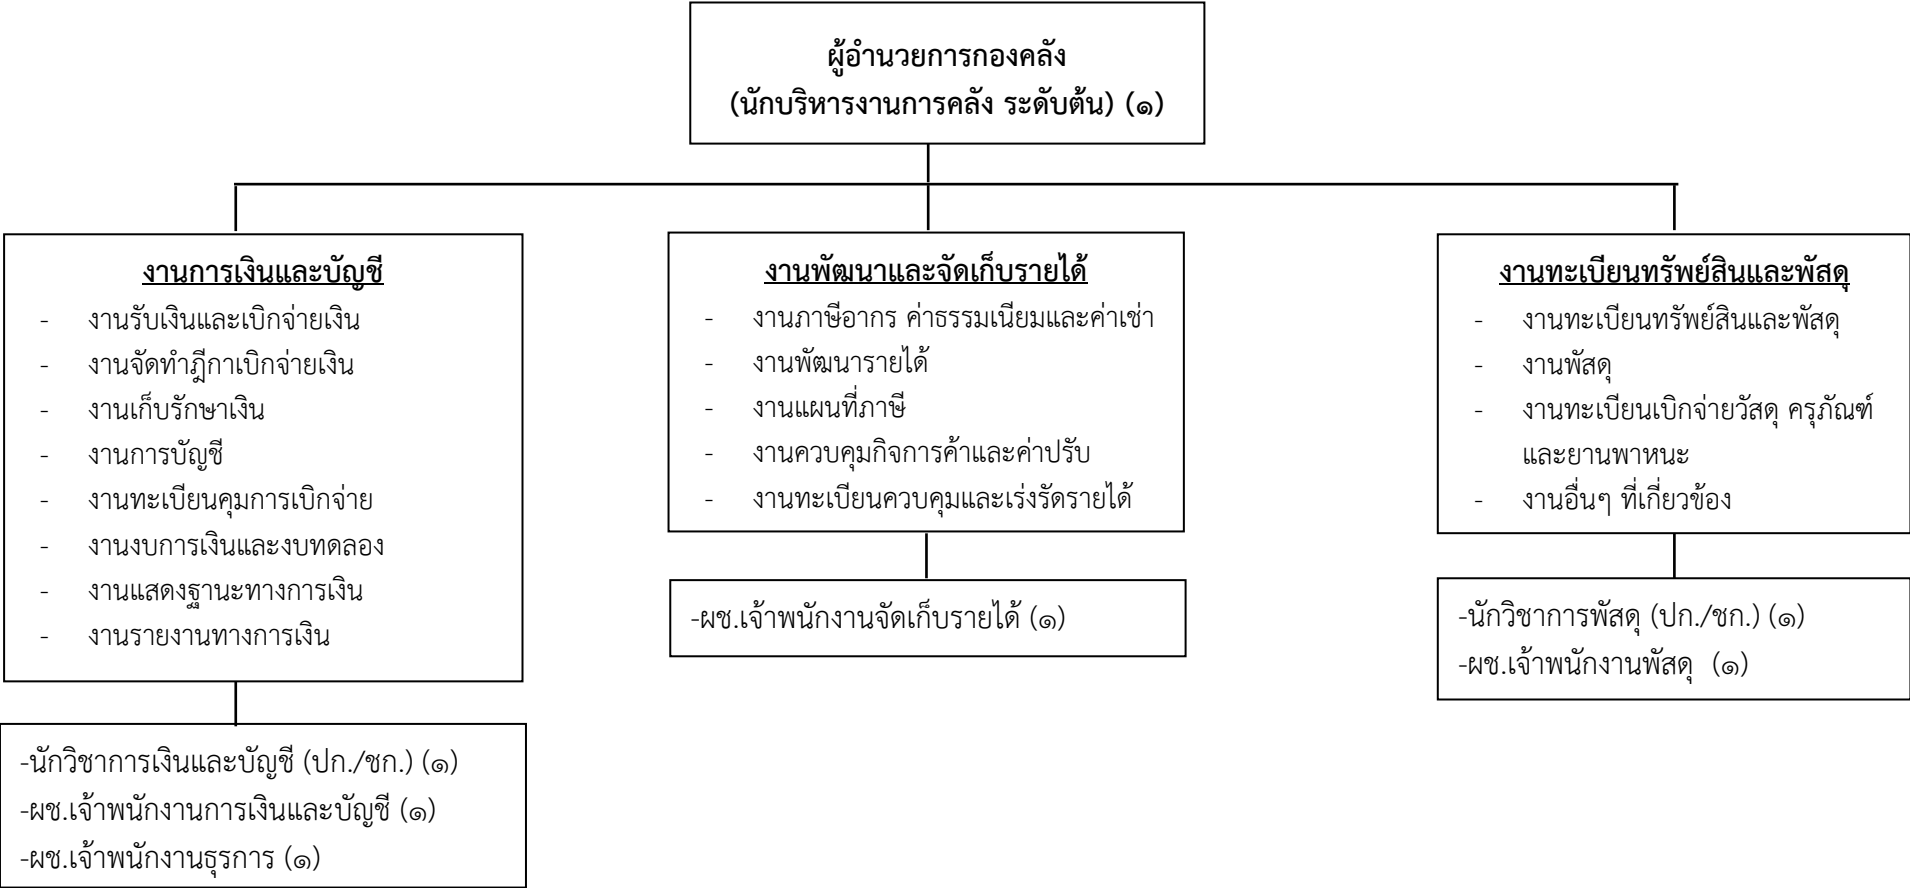 ผู้อำนวยการกองคลัง
(นักบริหารงานการคลัง ระดับต้น) (๑)
งานการเงินและบัญชี
- งานรับเงินและเบิกจ่ายเงิน
- งานจัดทำฎีกาเบิกจ่ายเงิน
- งานเก็บรักษาเงิน
- งานการบัญชี
- งานทะเบียนคุมการเบิกจ่าย
- งานงบการเงินและงบทดลอง
- งานแสดงฐานะทางการเงิน
- งานรายงานทางการเงิน
-นักวิชาการเงินและบัญชี (ปก./ชก.) (๑)
-ผช.เจ้าพนักงานการเงินและบัญชี (๑)
-ผช.เจ้าพนักงานธุรการ (๑)
งานพัฒนาและจัดเก็บรายได้
- งานภาษีอากร ค่าธรรมเนียมและค่าเช่า
- งานพัฒนารายได้
- งานแผนที่ภาษี
- งานควบคุมกิจการค้าและค่าปรับ
- งานทะเบียนควบคุมและเร่งรัดรายได้
-ผช.เจ้าพนักงานจัดเก็บรายได้ (๑)
งานทะเบียนทรัพย์สินและพัสดุ
- งานทะเบียนทรัพย์สินและพัสดุ
- งานพัสดุ
- งานทะเบียนเบิกจ่ายวัสดุ ครุภัณฑ์
และยานพาหนะ
- งานอื่นๆ ที่เกี่ยวข้อง
-นักวิชาการพัสดุ (ปก./ชก.) (๑)
-ผช.เจ้าพนักงานพัสดุ (๑)